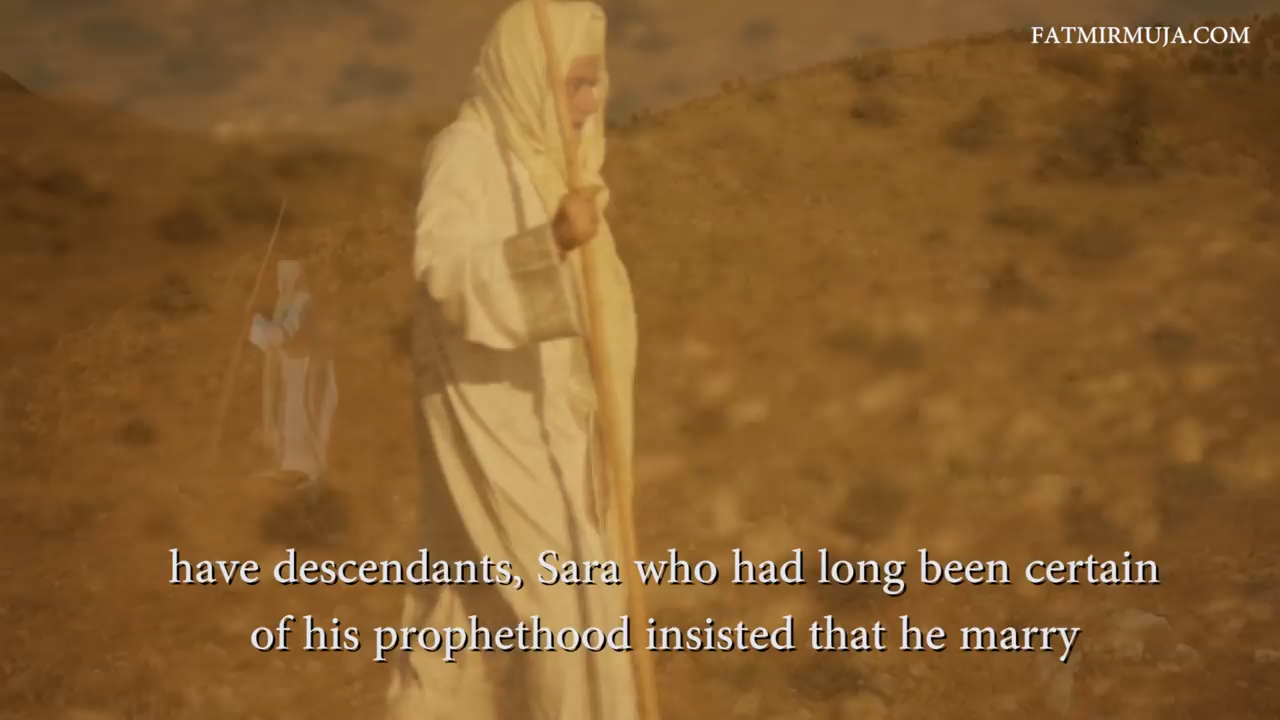 FATMIRMUJA.COM
have descendants, Sara who had long been certain
of his prophethood insisted that he marry